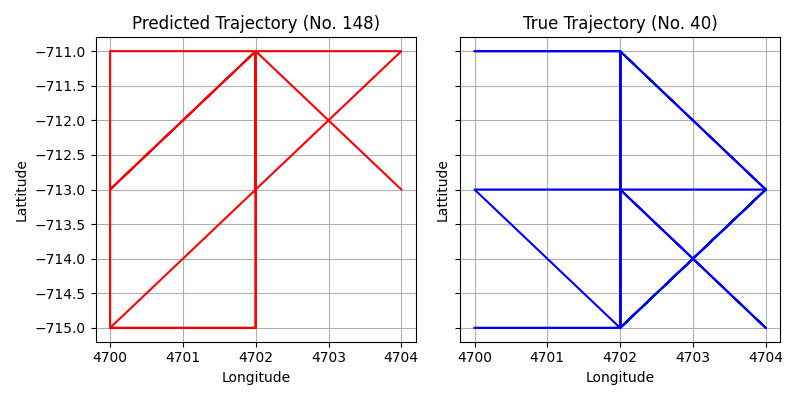 Predicted Trajectory (No. 148)
True Trajectory (No. 40)
−711.0
−711.5
−712.0
−712.5
−713.0
−713.5
−714.0
−714.5
−715.0
Lattitude
Lattitude
4700 4701 4702 4703 4704
4700 4701 4702 4703 4704
Longitude
Longitude